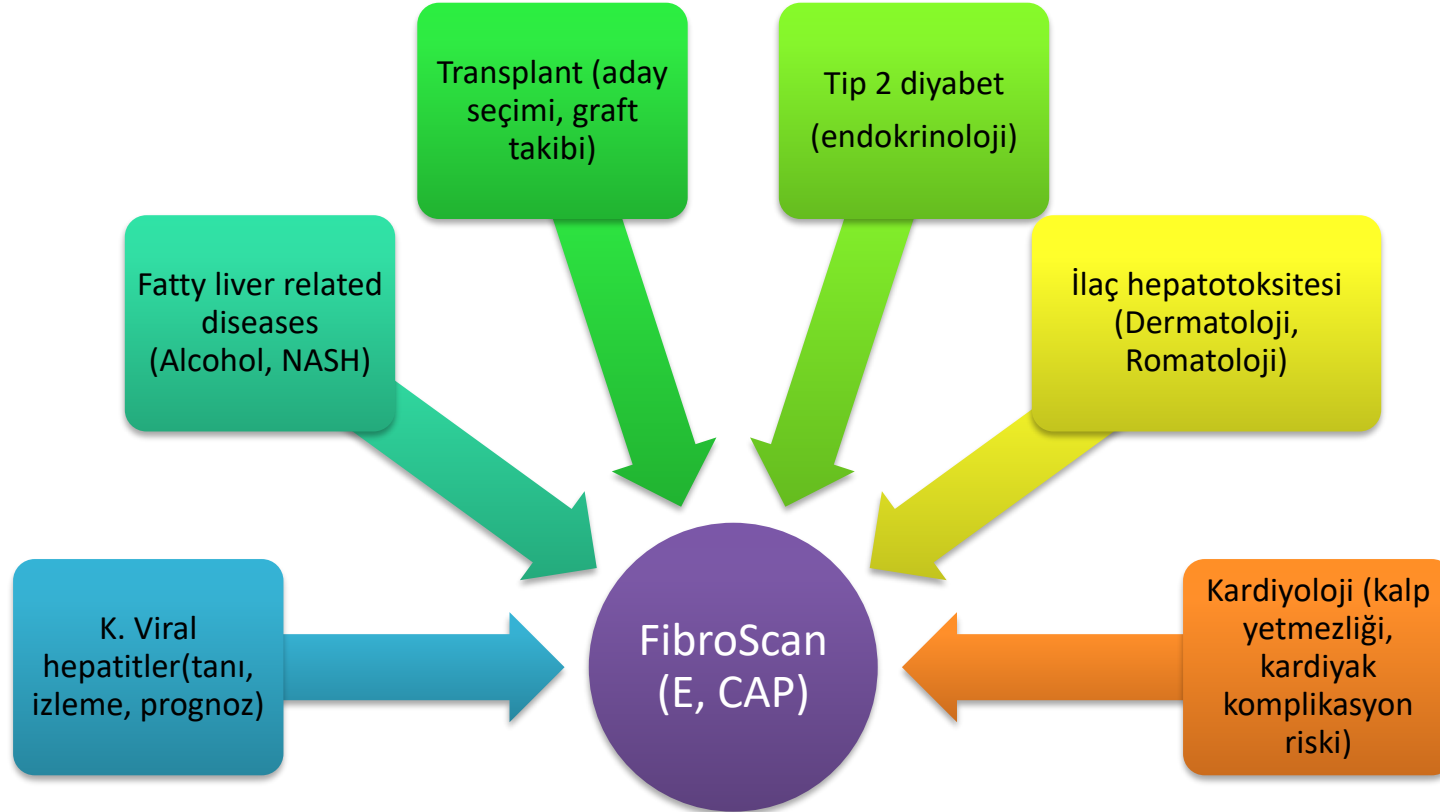 Transplant (aday
seçimi, graft
takibi)
Tip 2 diyabet
(endokrinoloji)
Fatty liver related
diseases
(Alcohol, NASH)
İlaç hepatotoksitesi
(Dermatoloji,
Romatoloji)
K. Viral
hepatitler(tanı,
izleme, prognoz)
FibroScan
(E, CAP)
Kardiyoloji (kalp
yetmezliği,
kardiyak
komplikasyon
riski)